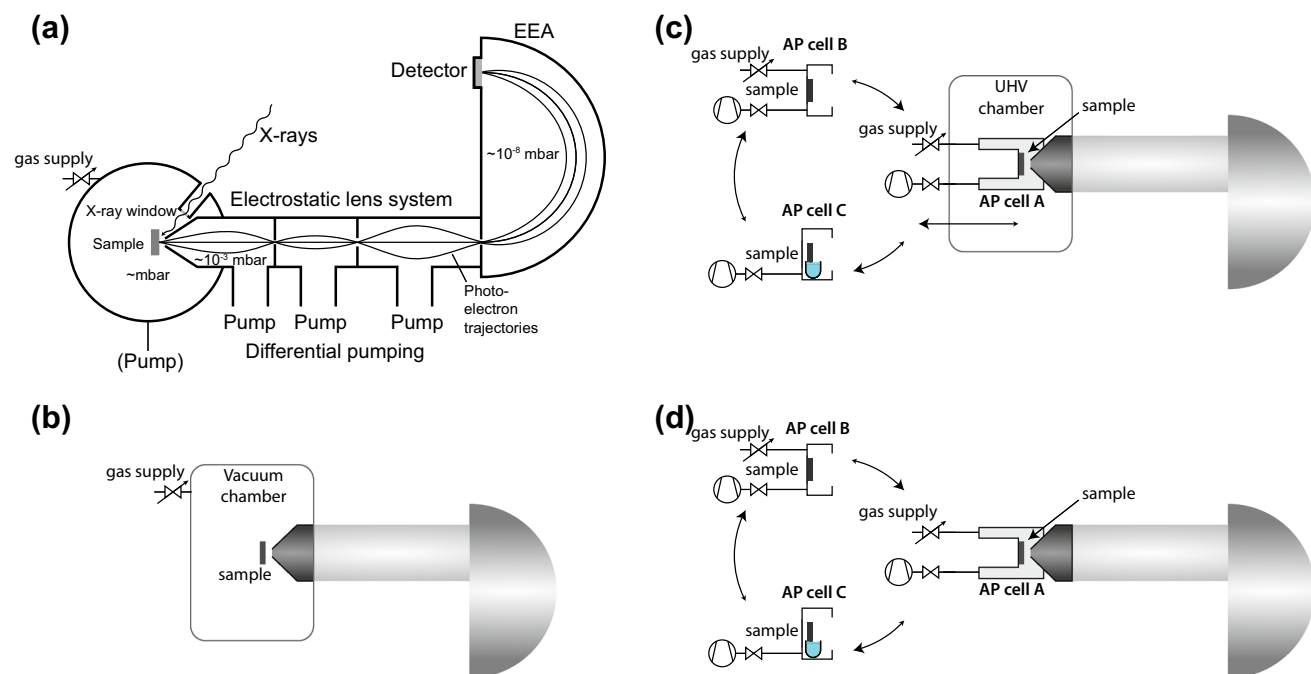 (a)
EEA
Detector
X-rays
~10⁻⁸ mbar
gas supply
X-ray window
Electrostatic lens system
Sample
~10⁻³ mbar
~mbar
Photo-
electron
trajectories
Pump
Pump
Pump
Differential pumping
(Pump)
(b)
gas supply
Vacuum
chamber
sample
(c)
AP cell B
gas supply
sample
UHV
chamber
sample
gas supply
AP cell A
AP cell C
sample
(d)
AP cell B
gas supply
sample
sample
gas supply
AP cell A
AP cell C
sample